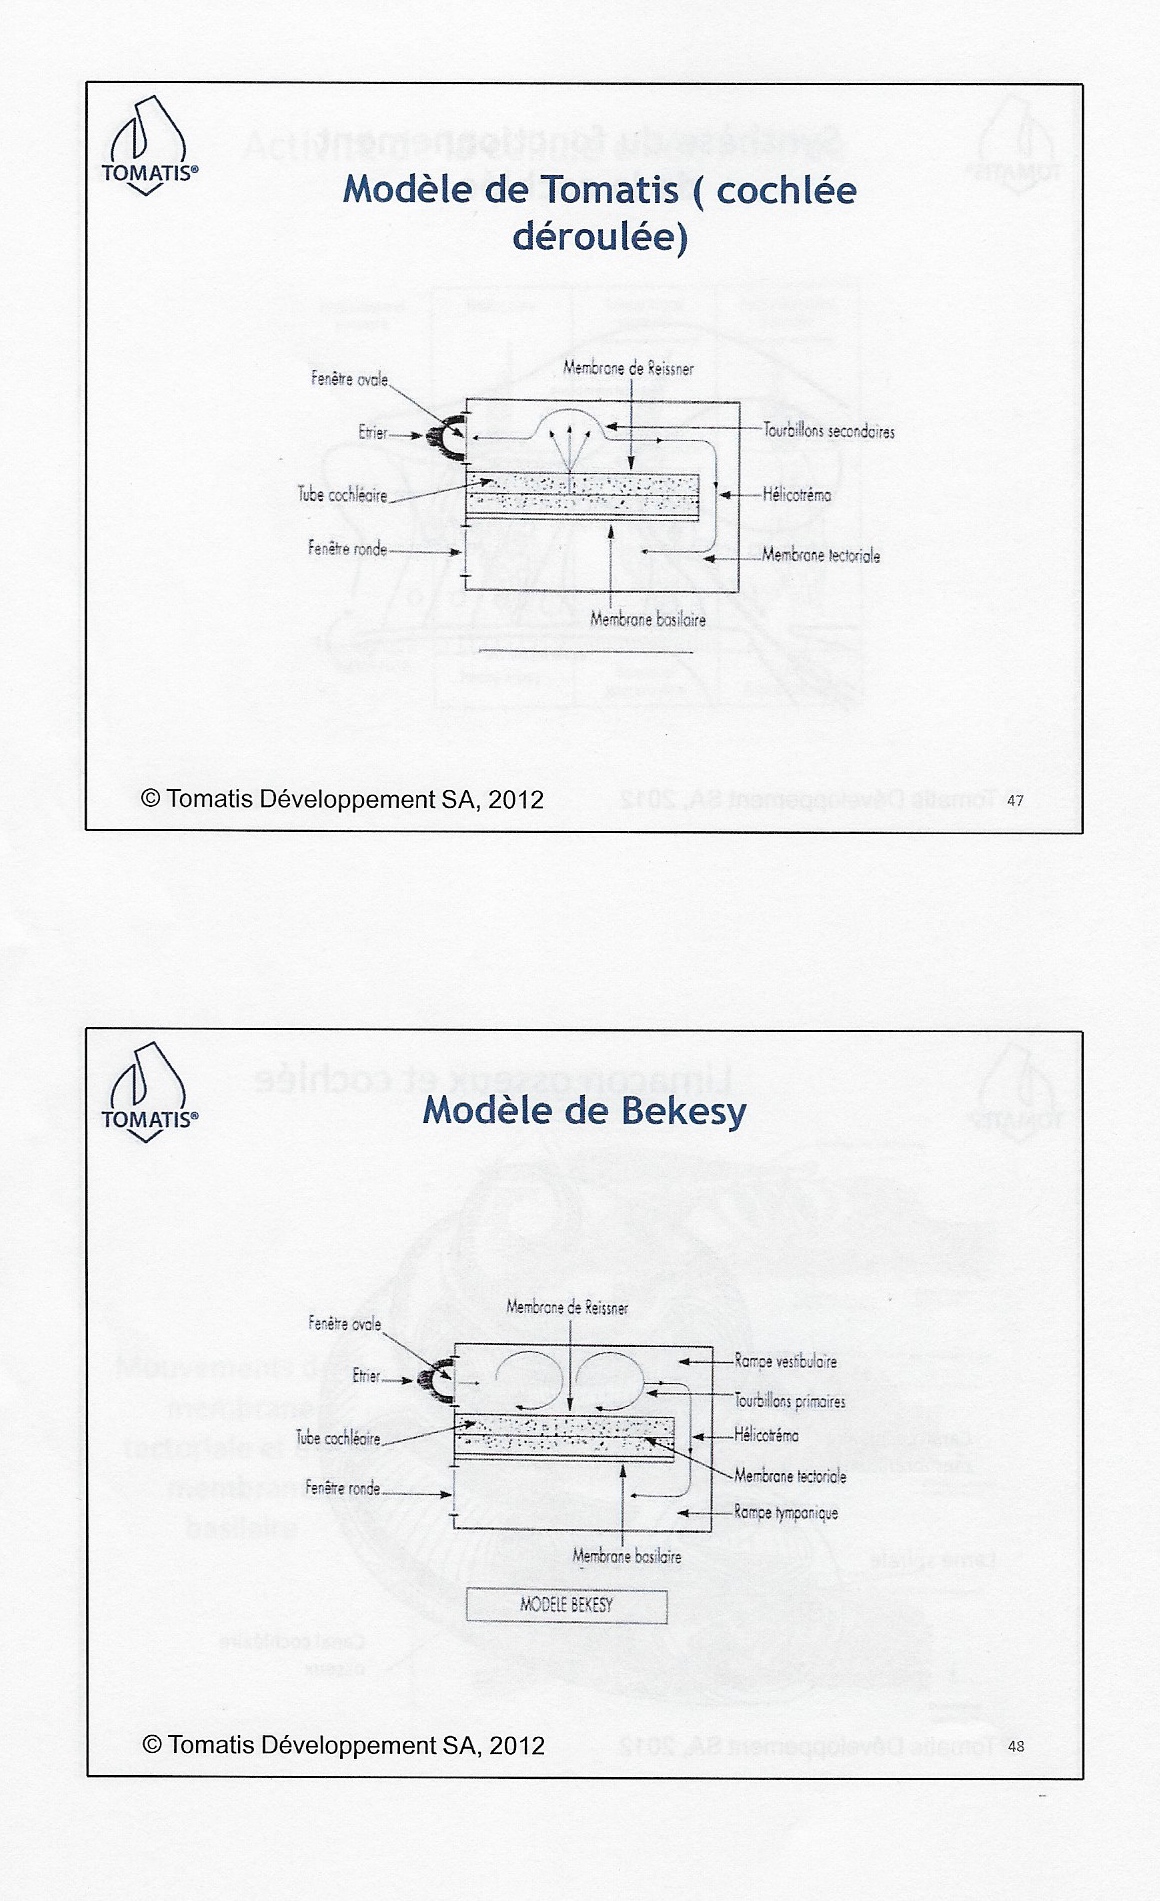 TOMATIS®
Modèle de Tomatis ( cochlée
déroulée)
Membrane de Reissner
Fenêtre ovale
Etrier
Tourbillons secondaires
Tube cochléaire
Hélicotréma
Fenêtre ronde
Membrane tectoriale
Membrane basilaire
© Tomatis Développement SA, 2012
47
TOMATIS®
Modèle de Bekesy
Membrane de Reissner
Fenêtre ovale
Rampe vestibulaire
Etrier
Tourbillons primaires
Tube cochléaire
Hélicotréma
Membrane tectoriale
Fenêtre ronde
Rampe tympanique
Membrane basilaire
MODELE BEKESY
© Tomatis Développement SA, 2012
48